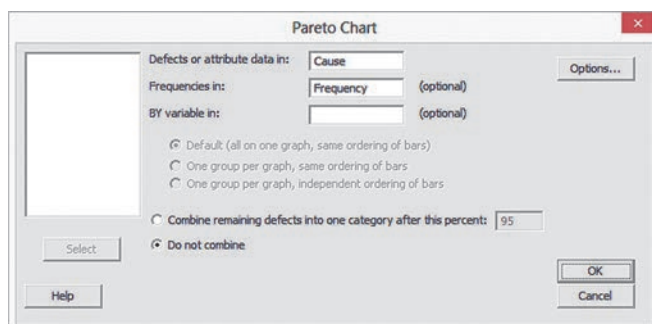 Pareto Chart
Defects or attribute data in: Cause
Options...
Frequencies in: Frequency (optional)
BY variable in: (optional)
Default (all on one graph, same ordering of bars)
One group per graph, same ordering of bars
One group per graph, independent ordering of bars
Combine remaining defects into one category after this percent: 95
Select
Do not combine
OK
Help
Cancel